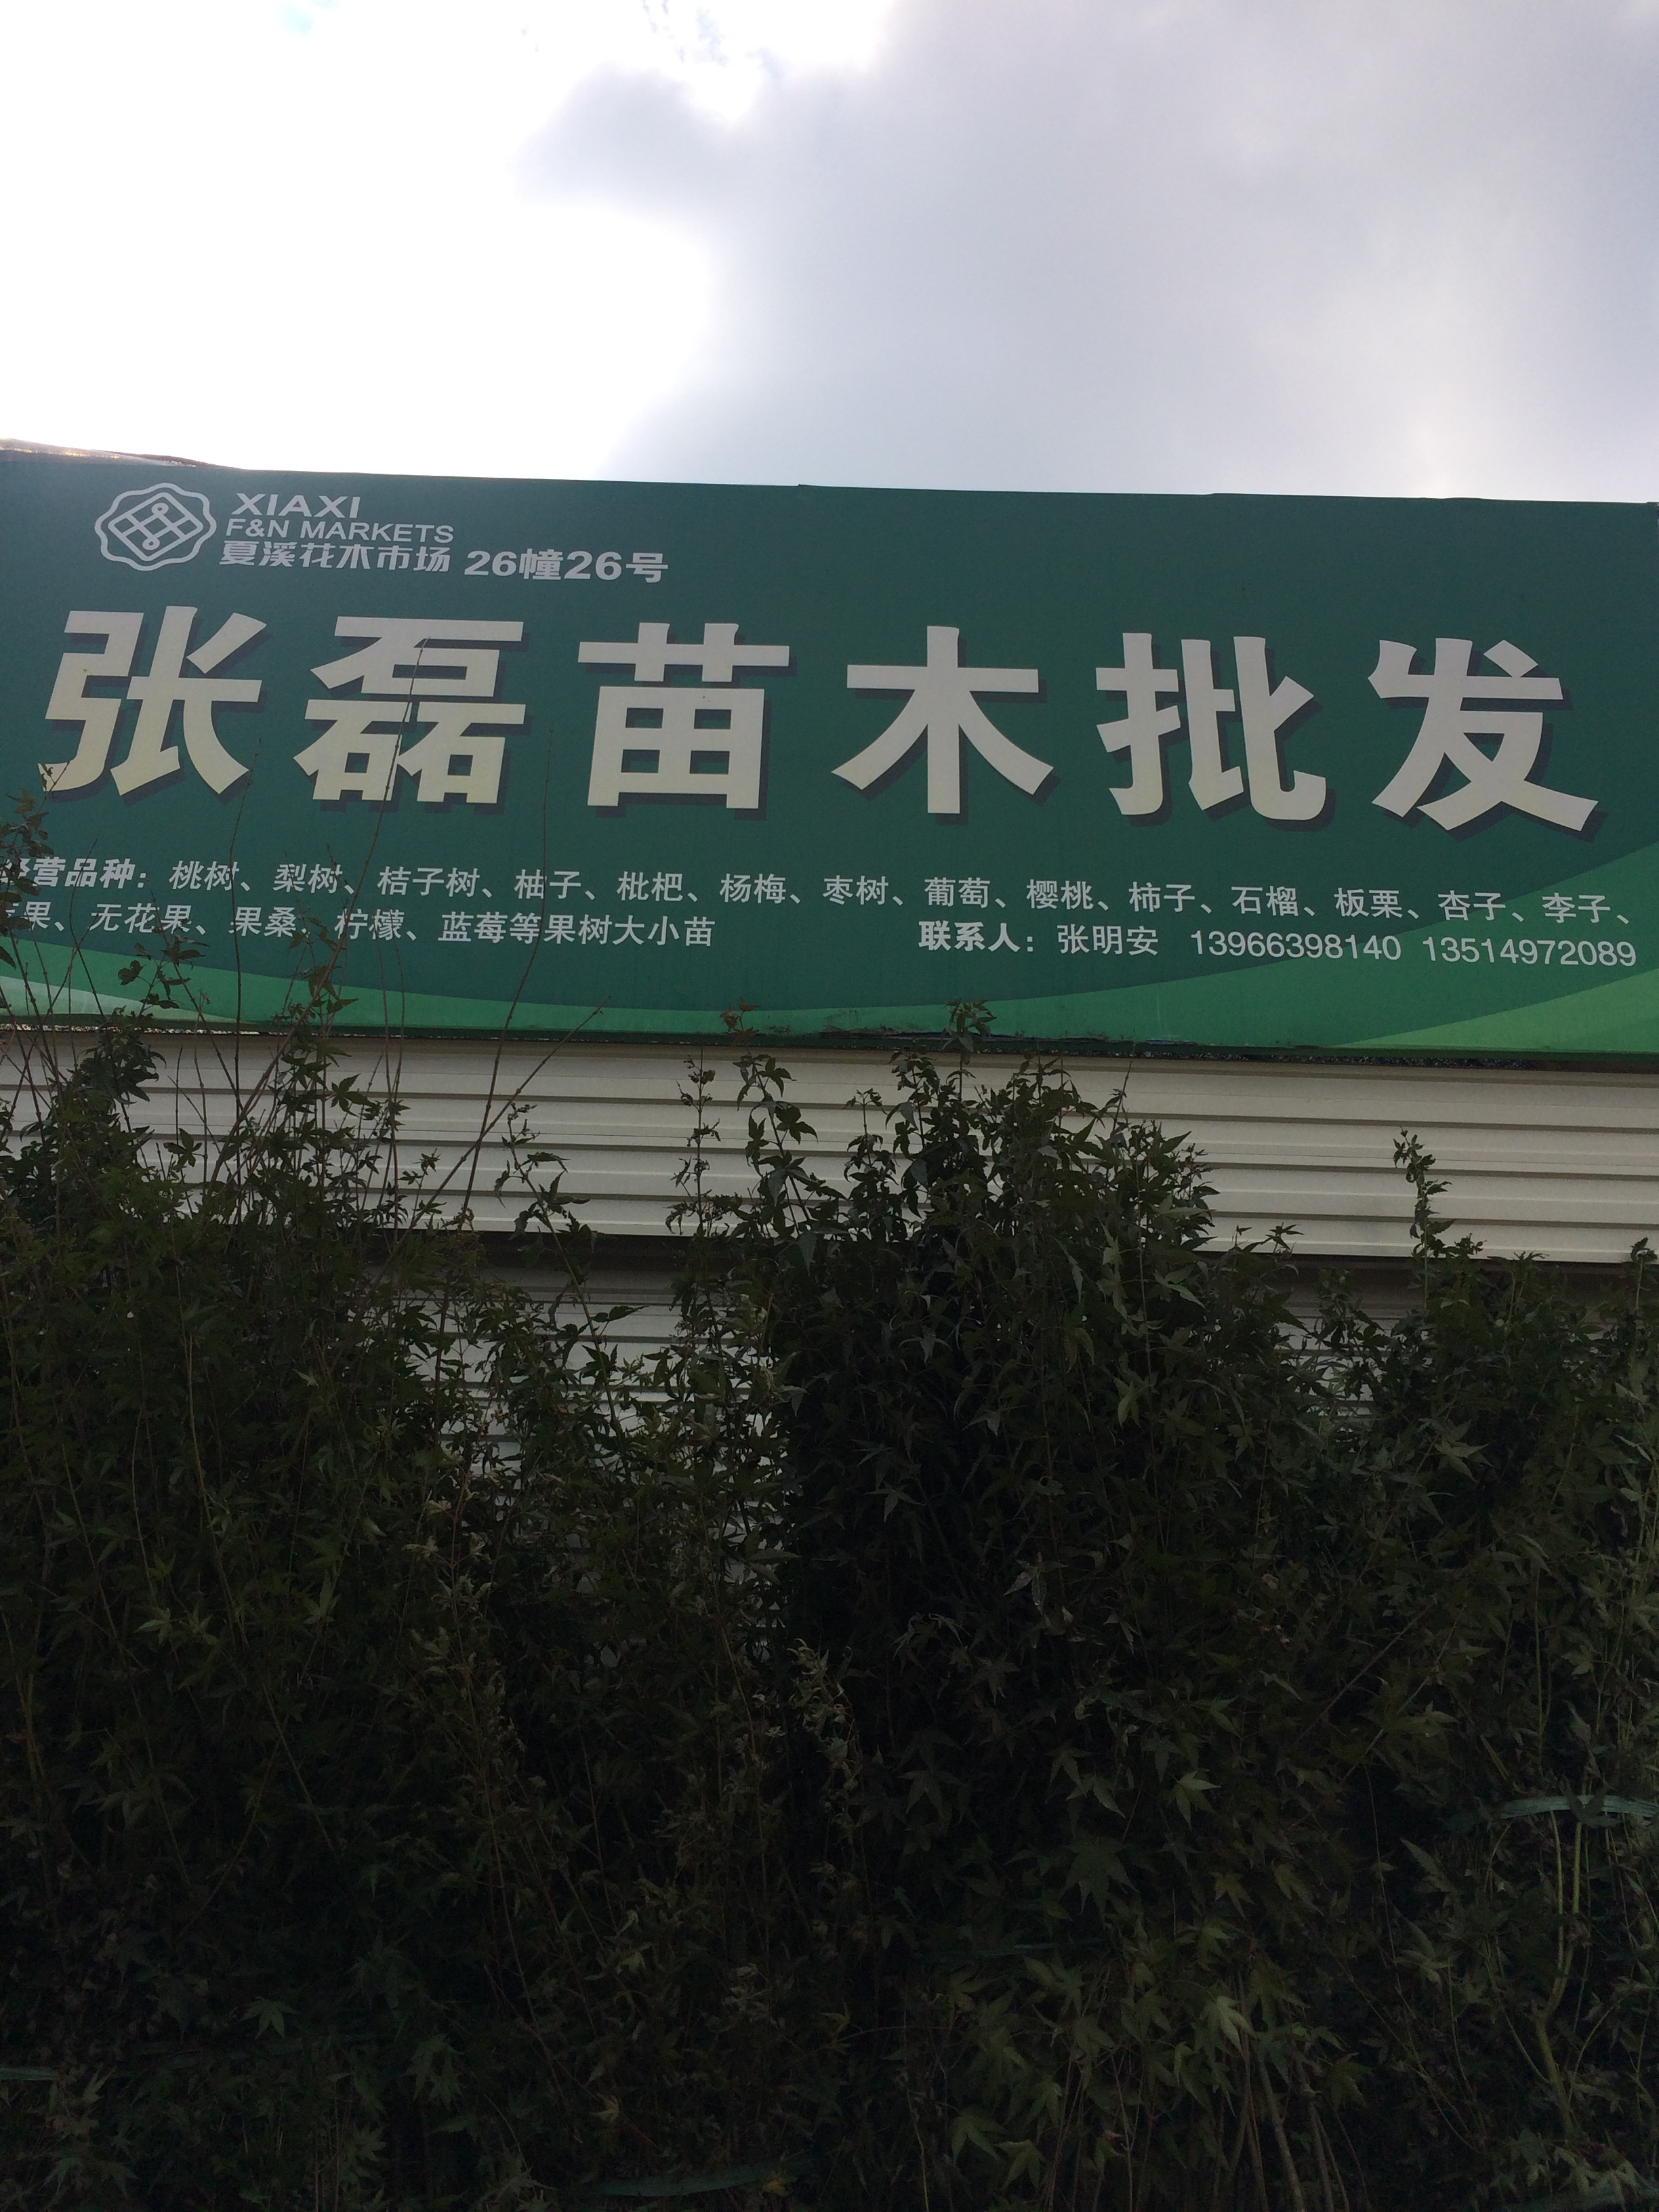 XIAXI
F&N MARKETS
夏溪花木市场 26幢26号
张磊苗木批发
经营品种：桃树、梨树、桔子树、柚子、枇杷、杨梅、枣树、葡萄、樱桃、柿子、石榴、板栗、杏子、李子、
果、无花果、果桑、柠檬、蓝莓等果树大小苗 联系人：张明安 13966398140 13514972089